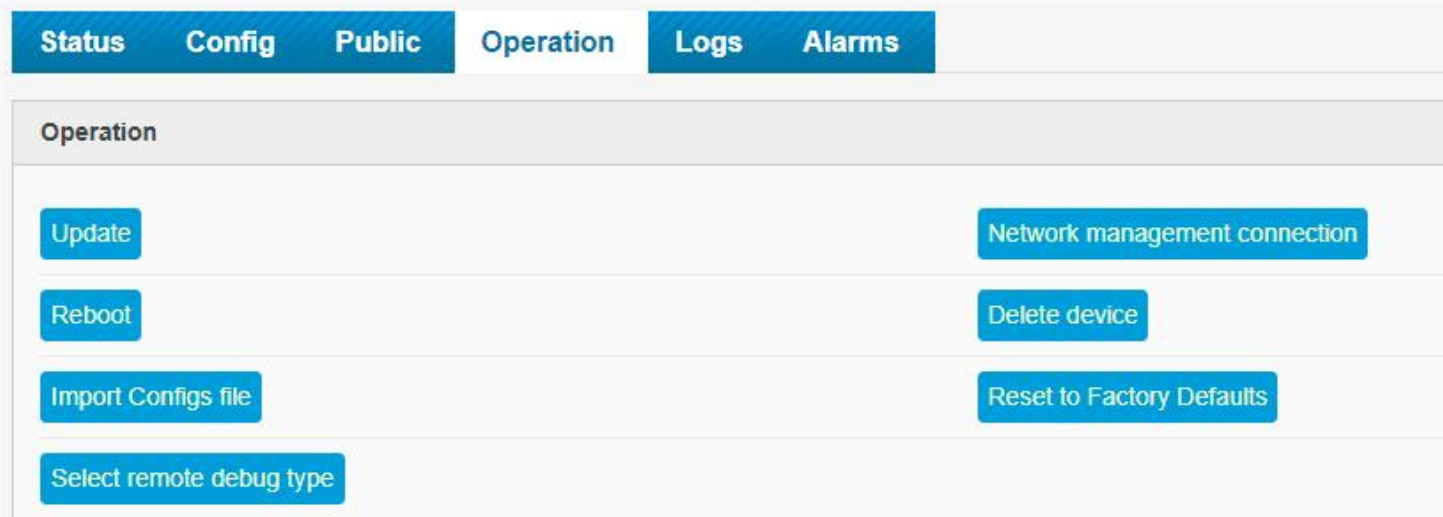 Status Config Public Operation Logs Alarms
Operation
Update Network management connection
Reboot Delete device
Import Configs file Reset to Factory Defaults
Select remote debug type